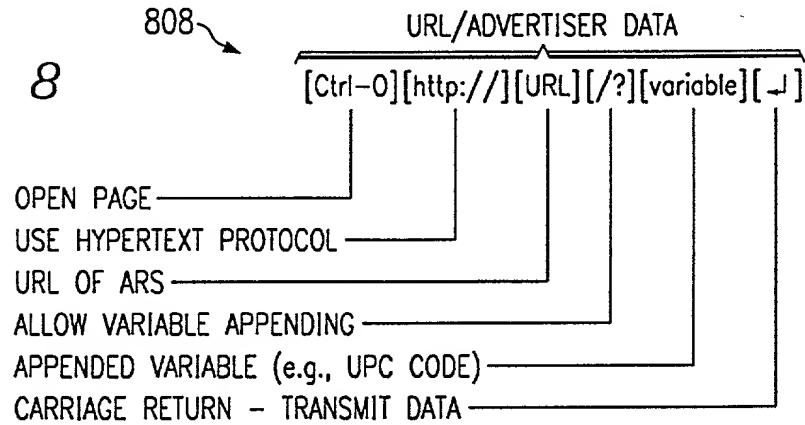 808
URL/ADVERTISER DATA
8
[Ctrl-O][http://][URL][/?][variable][↵]
OPEN PAGE
USE HYPERTEXT PROTOCOL
URL OF ARS
ALLOW VARIABLE APPENDING
APPENDED VARIABLE (e.g., UPC CODE)
CARRIAGE RETURN - TRANSMIT DATA